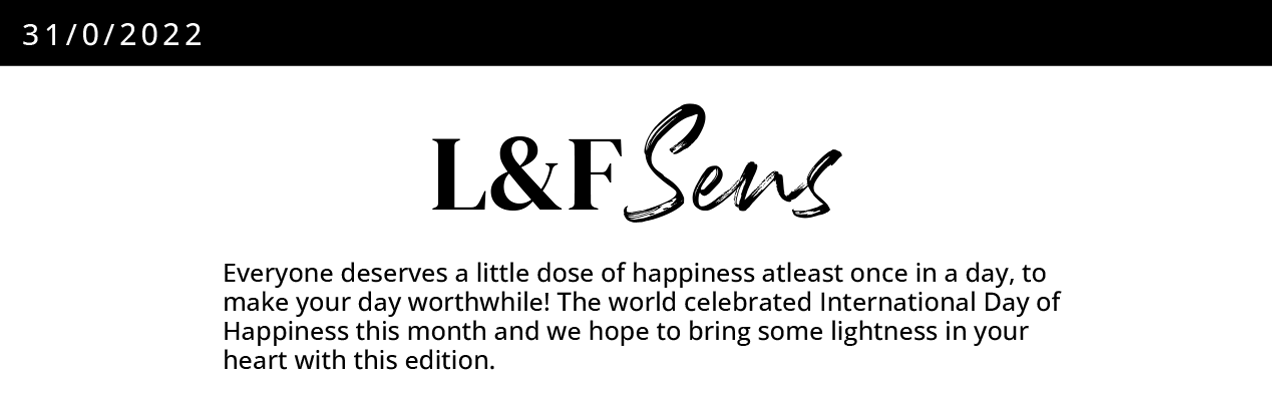 31/0/2022
L&F Sens
Everyone deserves a little dose of happiness atleast once in a day, to
make your day worthwhile! The world celebrated International Day of
Happiness this month and we hope to bring some lightness in your
heart with this edition.